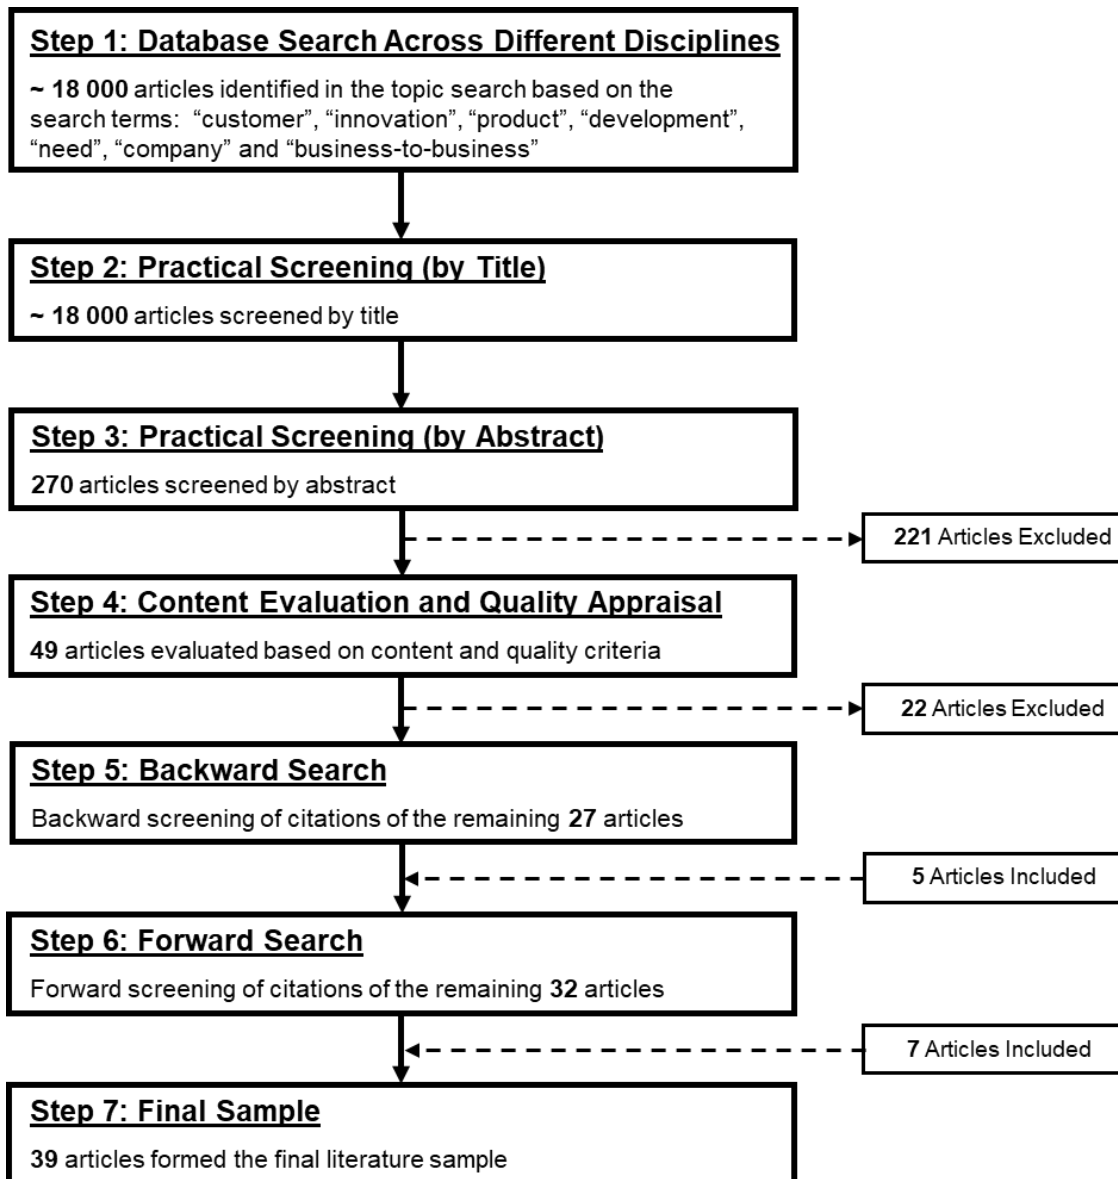 Step 1: Database Search Across Different Disciplines
~ 18 000 articles identified in the topic search based on the
search terms:  “customer”, “innovation”, “product”, “development”,
“need”, “company” and “business-to-business”
Step 2: Practical Screening (by Title)
~ 18 000 articles screened by title
Step 3: Practical Screening (by Abstract)
270 articles screened by abstract
221 Articles Excluded
Step 4: Content Evaluation and Quality Appraisal
49 articles evaluated based on content and quality criteria
22 Articles Excluded
Step 5: Backward Search
Backward screening of citations of the remaining 27 articles
5 Articles Included
Step 6: Forward Search
Forward screening of citations of the remaining 32 articles
7 Articles Included
Step 7: Final Sample
39 articles formed the final literature sample